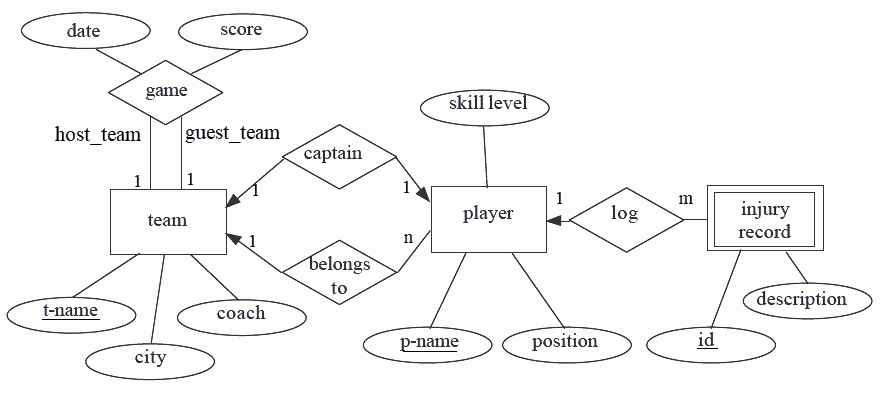 date
score
game
host_team
guest_team
1
1
team
t-name
city
coach
captain
1
1
belongs
to
1
n
skill level
player
p-name
position
1
log
m
injury
record
id
description